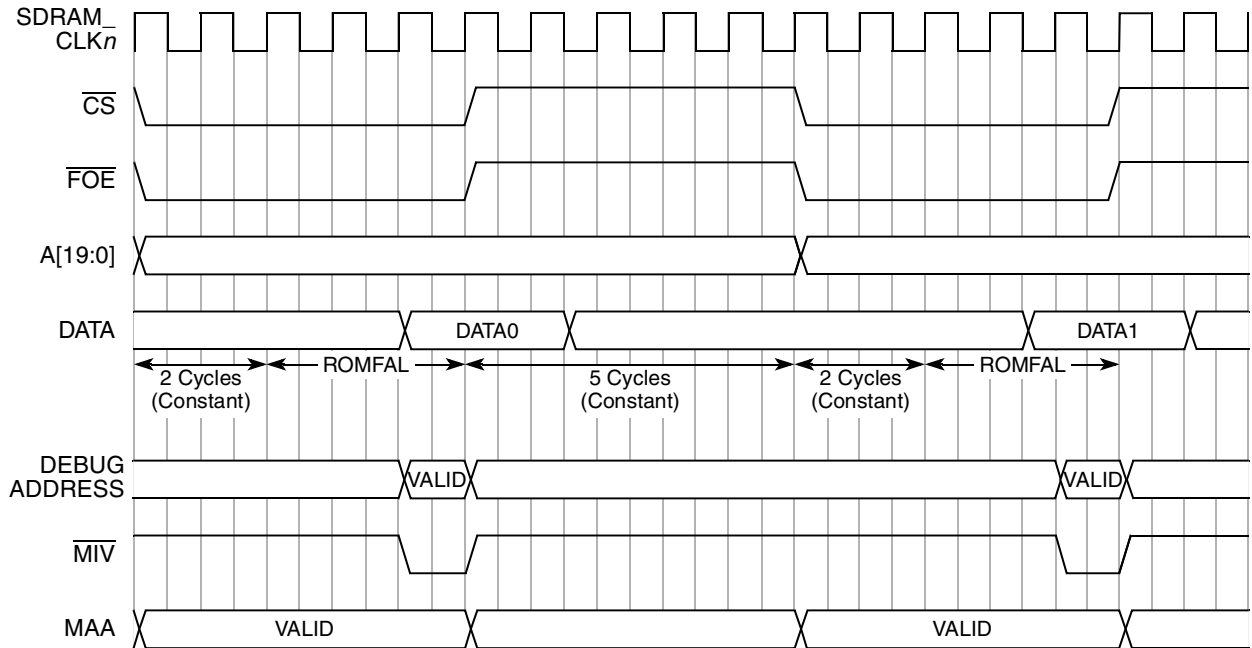 SDRAM_
CLKn
CS
FOE
A[19:0]
DATA
DATA0
DATA1
2 Cycles
(Constant)
ROMFAL
5 Cycles
(Constant)
2 Cycles
(Constant)
ROMFAL
DEBUG
ADDRESS
VALID
VALID
MIV
MAA
VALID
VALID